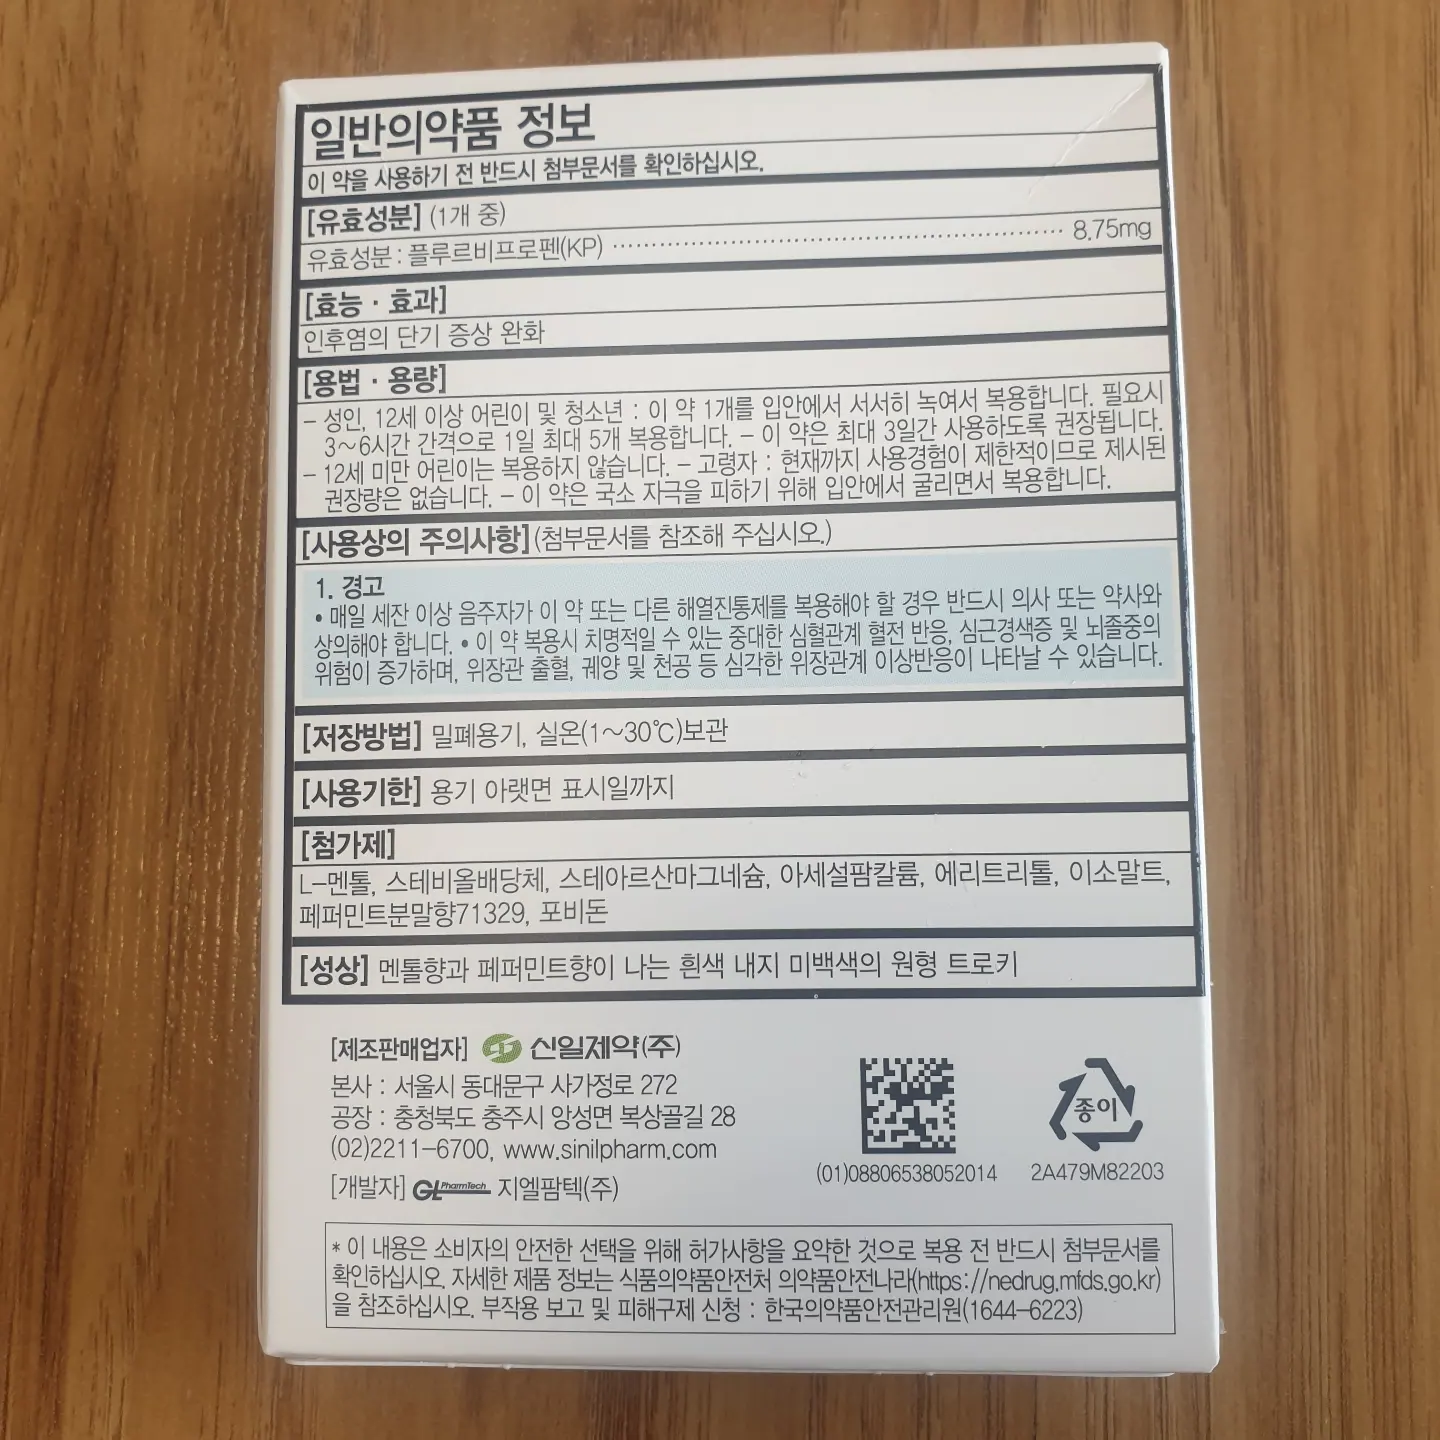 일반의약품 정보
이 약을 사용하기 전 반드시 첨부문서를 확인하십시오.
[유효성분] (1개 중)
유효성분 : 플루르비프로펜(KP) ······················································ 8.75mg
[효능 · 효과]
인후염의 단기 증상 완화
[용법 · 용량]
– 성인, 12세 이상 어린이 및 청소년 : 이 약 1개를 입안에서 서서히 녹여서 복용합니다. 필요시
3~6시간 간격으로 1일 최대 5개 복용합니다. – 이 약은 최대 3일간 사용하도록 권장됩니다.
– 12세 미만 어린이는 복용하지 않습니다. – 고령자 : 현재까지 사용경험이 제한적이므로 제시된
권장량은 없습니다. – 이 약은 국소 자극을 피하기 위해 입안에서 굴리면서 복용합니다.
[사용상의 주의사항] (첨부문서를 참조해 주십시오.)
1. 경고
• 매일 세잔 이상 음주자가 이 약 또는 다른 해열진통제를 복용해야 할 경우 반드시 의사 또는 약사와
상의해야 합니다. • 이 약 복용시 치명적일 수 있는 중대한 심혈관계 혈전 반응, 심근경색증 및 뇌졸중의
위험이 증가하며, 위장관 출혈, 궤양 및 천공 등 심각한 위장관계 이상반응이 나타날 수 있습니다.
[저장방법] 밀폐용기, 실온(1~30℃)보관
[사용기한] 용기 아랫면 표시일까지
[첨가제]
L-멘톨, 스테비올배당체, 스테아르산마그네슘, 아세설팜칼륨, 에리트리톨, 이소말트,
페퍼민트분말향71329, 포비돈
[성상] 멘톨향과 페퍼민트향이 나는 흰색 내지 미백색의 원형 트로키
[제조판매업자] 신일제약(주)
본사 : 서울시 동대문구 사가정로 272
공장 : 충청북도 충주시 앙성면 복상골길 28
(02)2211-6700, www.sinilpharm.com
[개발자] GL PharmTech 지엘팜텍(주)
(01)08806538052014
종이
2A479M82203
* 이 내용은 소비자의 안전한 선택을 위해 허가사항을 요약한 것으로 복용 전 반드시 첨부문서를
확인하십시오. 자세한 제품 정보는 식품의약품안전처 의약품안전나라(https://nedrug.mfds.go.kr)
을 참조하십시오. 부작용 보고 및 피해구제 신청 : 한국의약품안전관리원(1644-6223)